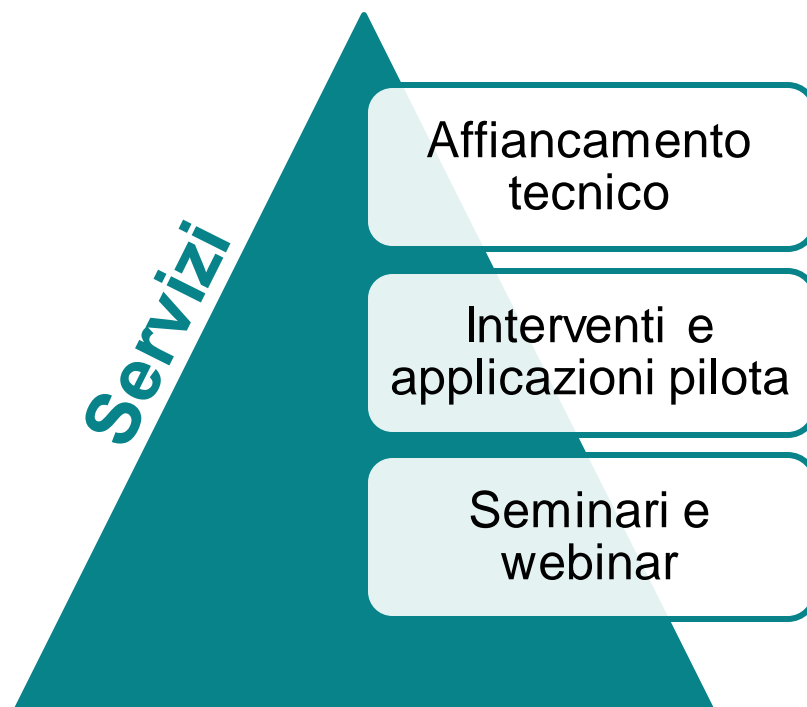 Servizi
Affiancamento
tecnico
Interventi e
applicazioni pilota
Seminari e
webinar